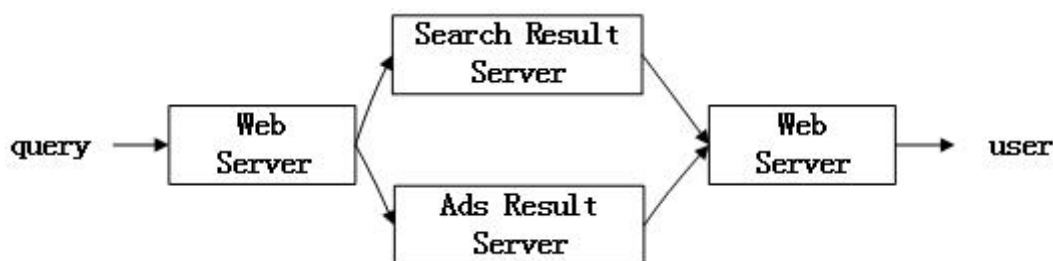 query
Web
Server
Search Result
Server
Ads Result
Server
Web
Server
user